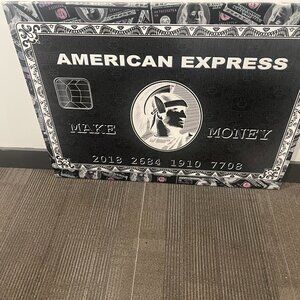 AMERICAN EXPRESS
MAKE MONEY
2018 2684 1910 7708